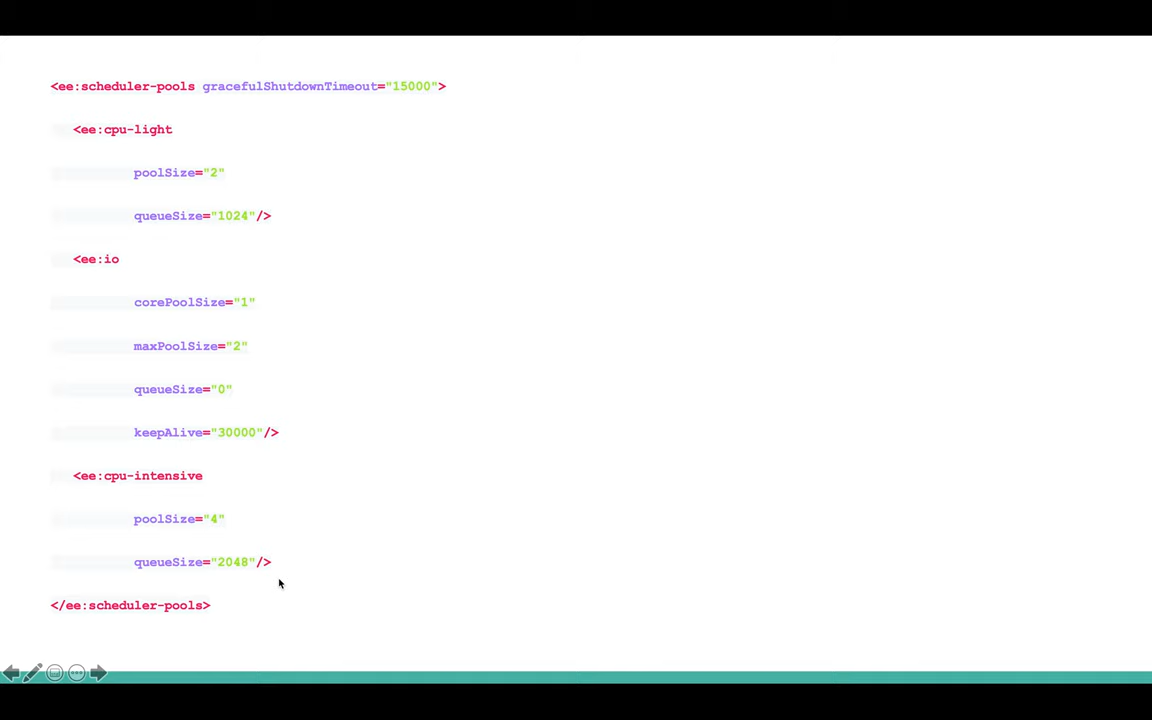 <ee:scheduler-pools gracefulShutdownTimeout="15000">
<ee:cpu-light
poolSize="2"
queueSize="1024"/>
<ee:io
corePoolSize="1"
maxPoolSize="2"
queueSize="0"
keepAlive="30000"/>
<ee:cpu-intensive
poolSize="4"
queueSize="2048"/>
</ee:scheduler-pools>